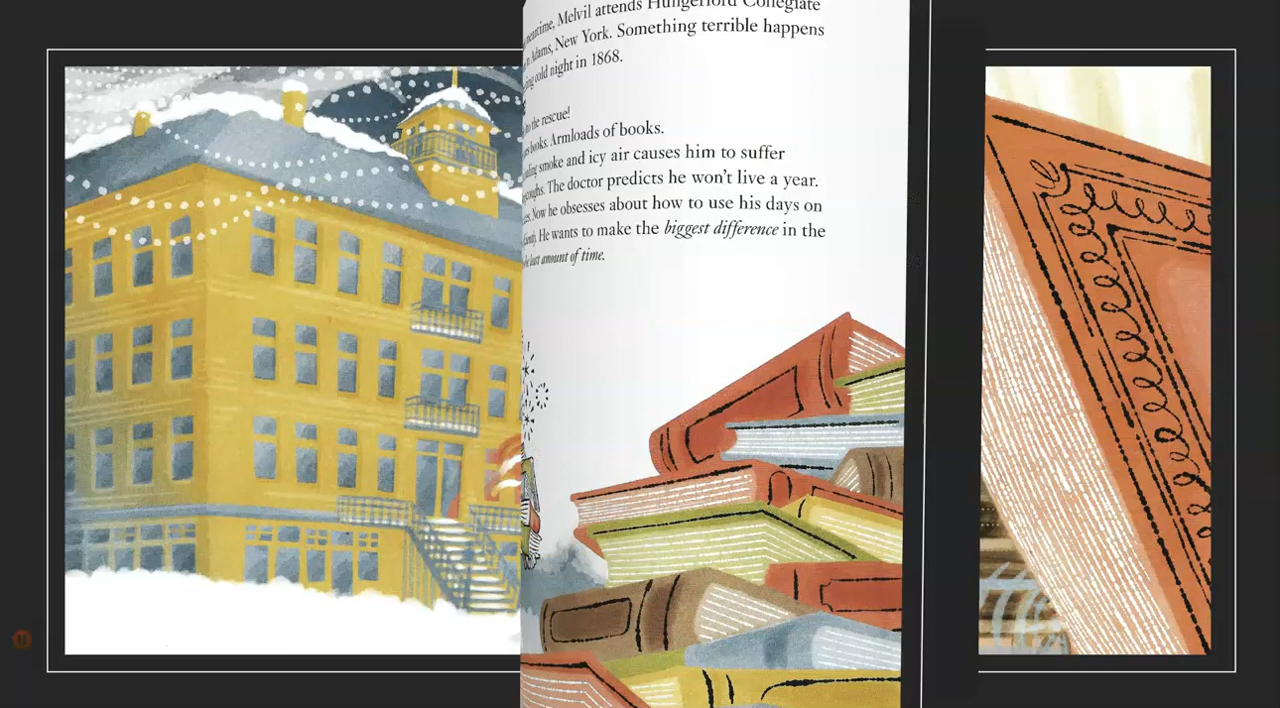 meantime, Melvil attends Hungerford Collegiate
Adams, New York. Something terrible happens
cold night in 1868.
to the rescue!
books. Armloads of books.
smoke and icy air causes him to suffer
coughs. The doctor predicts he won't live a year.
Now he obsesses about how to use his days on
He wants to make the biggest difference in the
least amount of time.